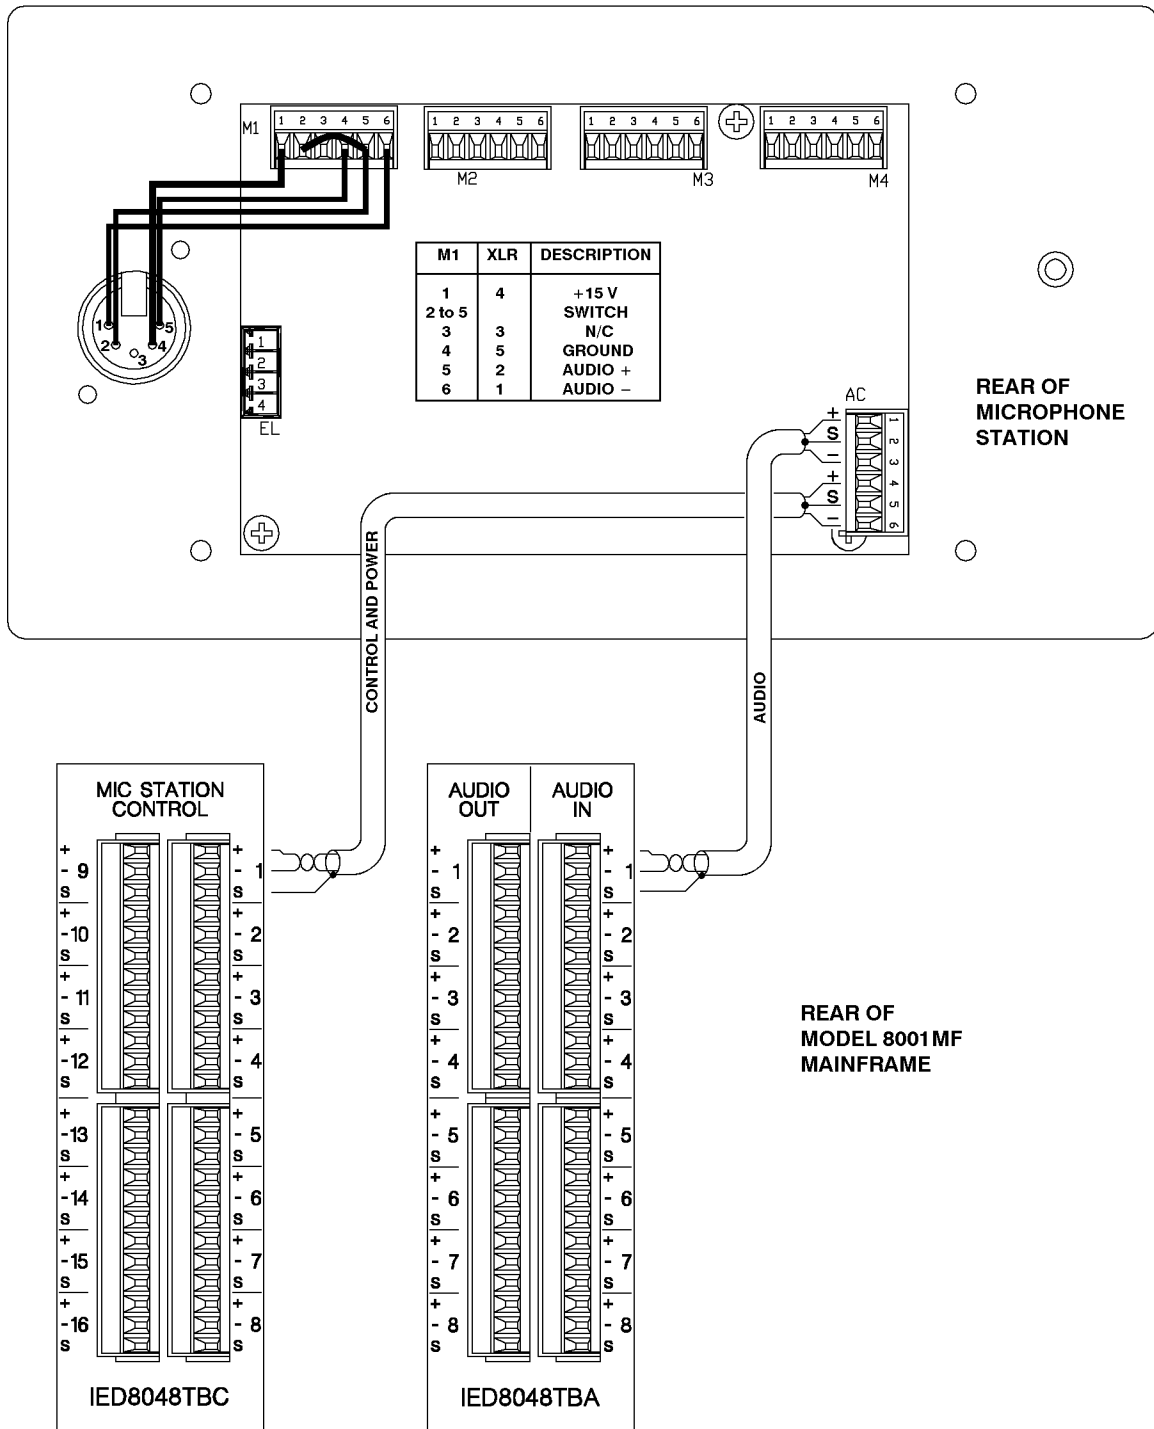 M1
1 2 3 4 5 6
1 2 3 4 5 6
M2
1 2 3 4 5 6
M3
1 2 3 4 5 6
M4
M1 XLR DESCRIPTION
1 4 +15 V
2 to 5 SWITCH
3 3 N/C
4 5 GROUND
5 2 AUDIO +
6 1 AUDIO −
1
2
3
4
5
1
2
3
4
EL
REAR OF
MICROPHONE
STATION
AC
+
S
−
+
S
−
1
2
3
4
5
6
CONTROL AND POWER
AUDIO
MIC STATION
CONTROL
+
- 9
S
+
-10
S
+
- 11
S
+
-12
S
+
-13
S
+
-14
S
+
-15
S
+
-16
S
+
- 1
S
+
- 2
S
+
- 3
S
+
- 4
S
+
- 5
S
+
- 6
S
+
- 7
S
+
- 8
S
IED8048TBC
AUDIO
OUT
AUDIO
IN
+
- 1
S
+
- 2
S
+
- 3
S
+
- 4
S
+
- 5
S
+
- 6
S
+
- 7
S
+
- 8
S
+
- 1
S
+
- 2
S
+
- 3
S
+
- 4
S
+
- 5
S
+
- 6
S
+
- 7
S
+
- 8
S
IED8048TBA
REAR OF
MODEL 8001MF
MAINFRAME